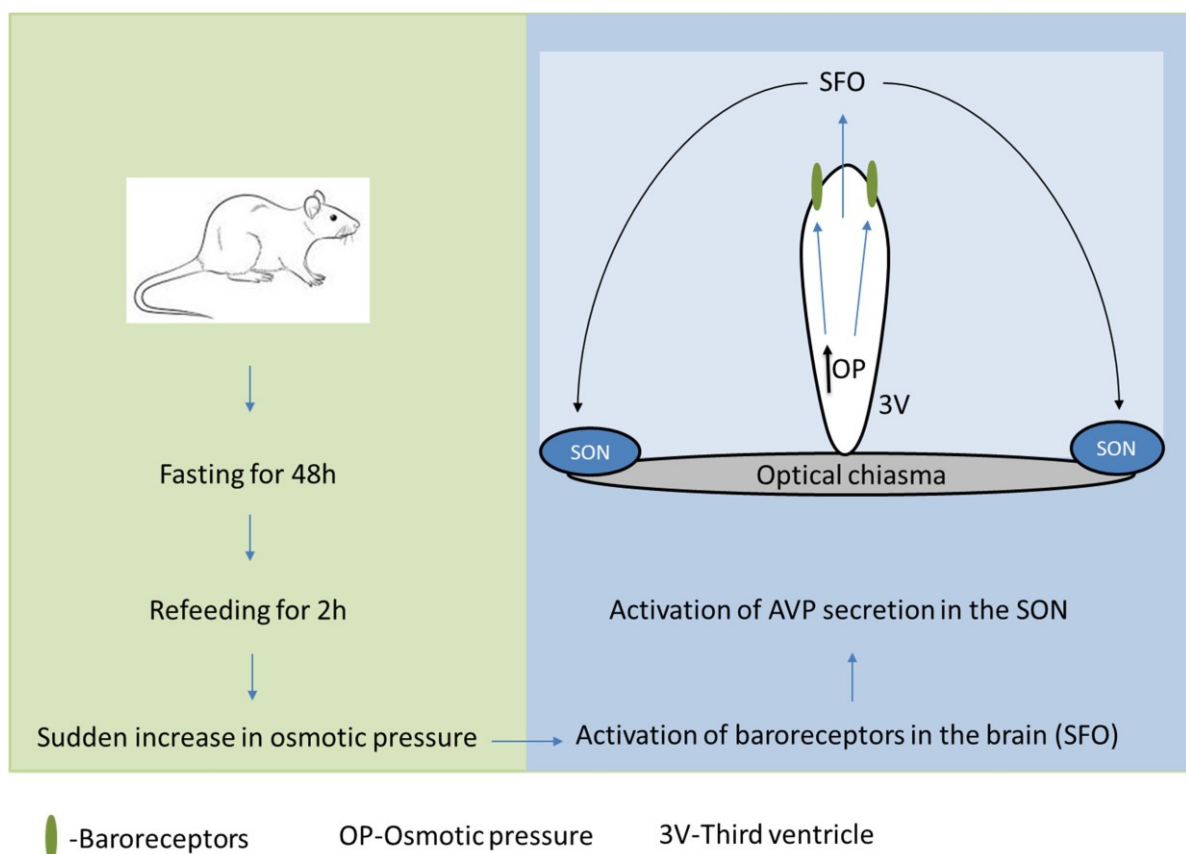 Fasting for 48h
Refeeding for 2h
Sudden increase in osmotic pressure
SFO
OP
3V
SON
SON
Optical chiasma
Activation of AVP secretion in the SON
Activation of baroreceptors in the brain (SFO)
-Baroreceptors
OP-Osmotic pressure
3V-Third ventricle